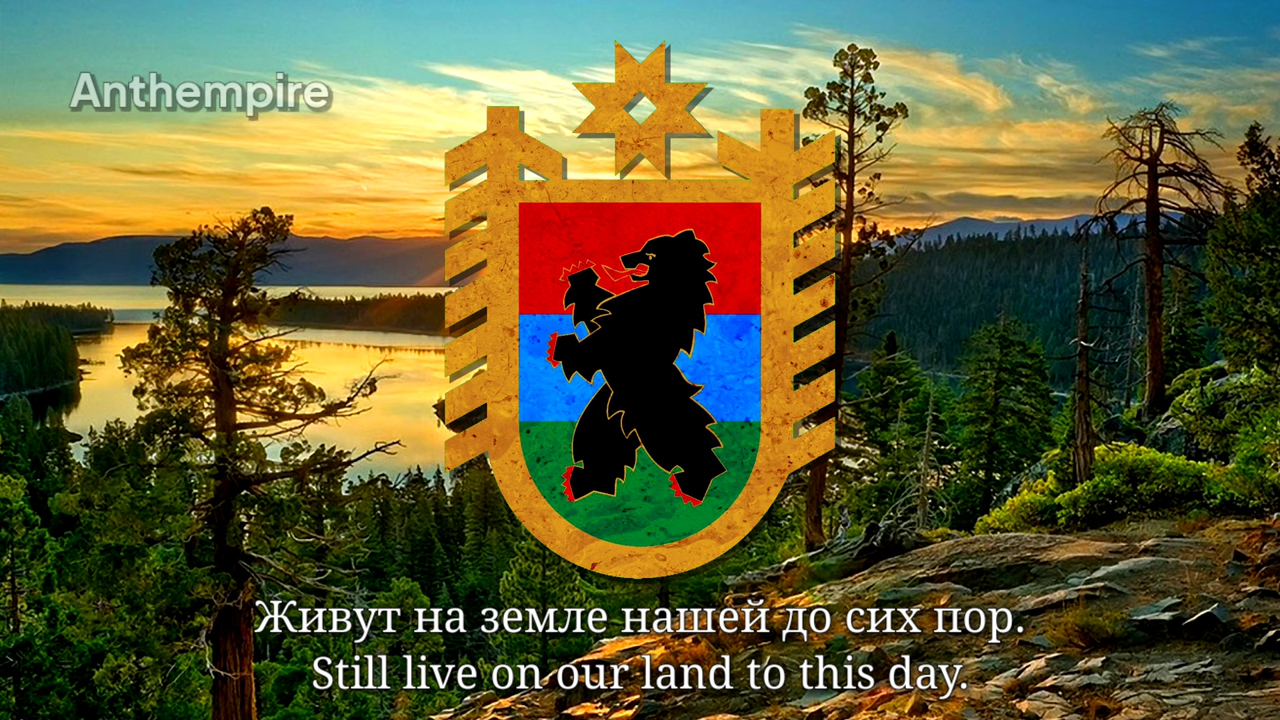 Anthempire
Живут на земле нашей до сих пор.
Still live on our land to this day.